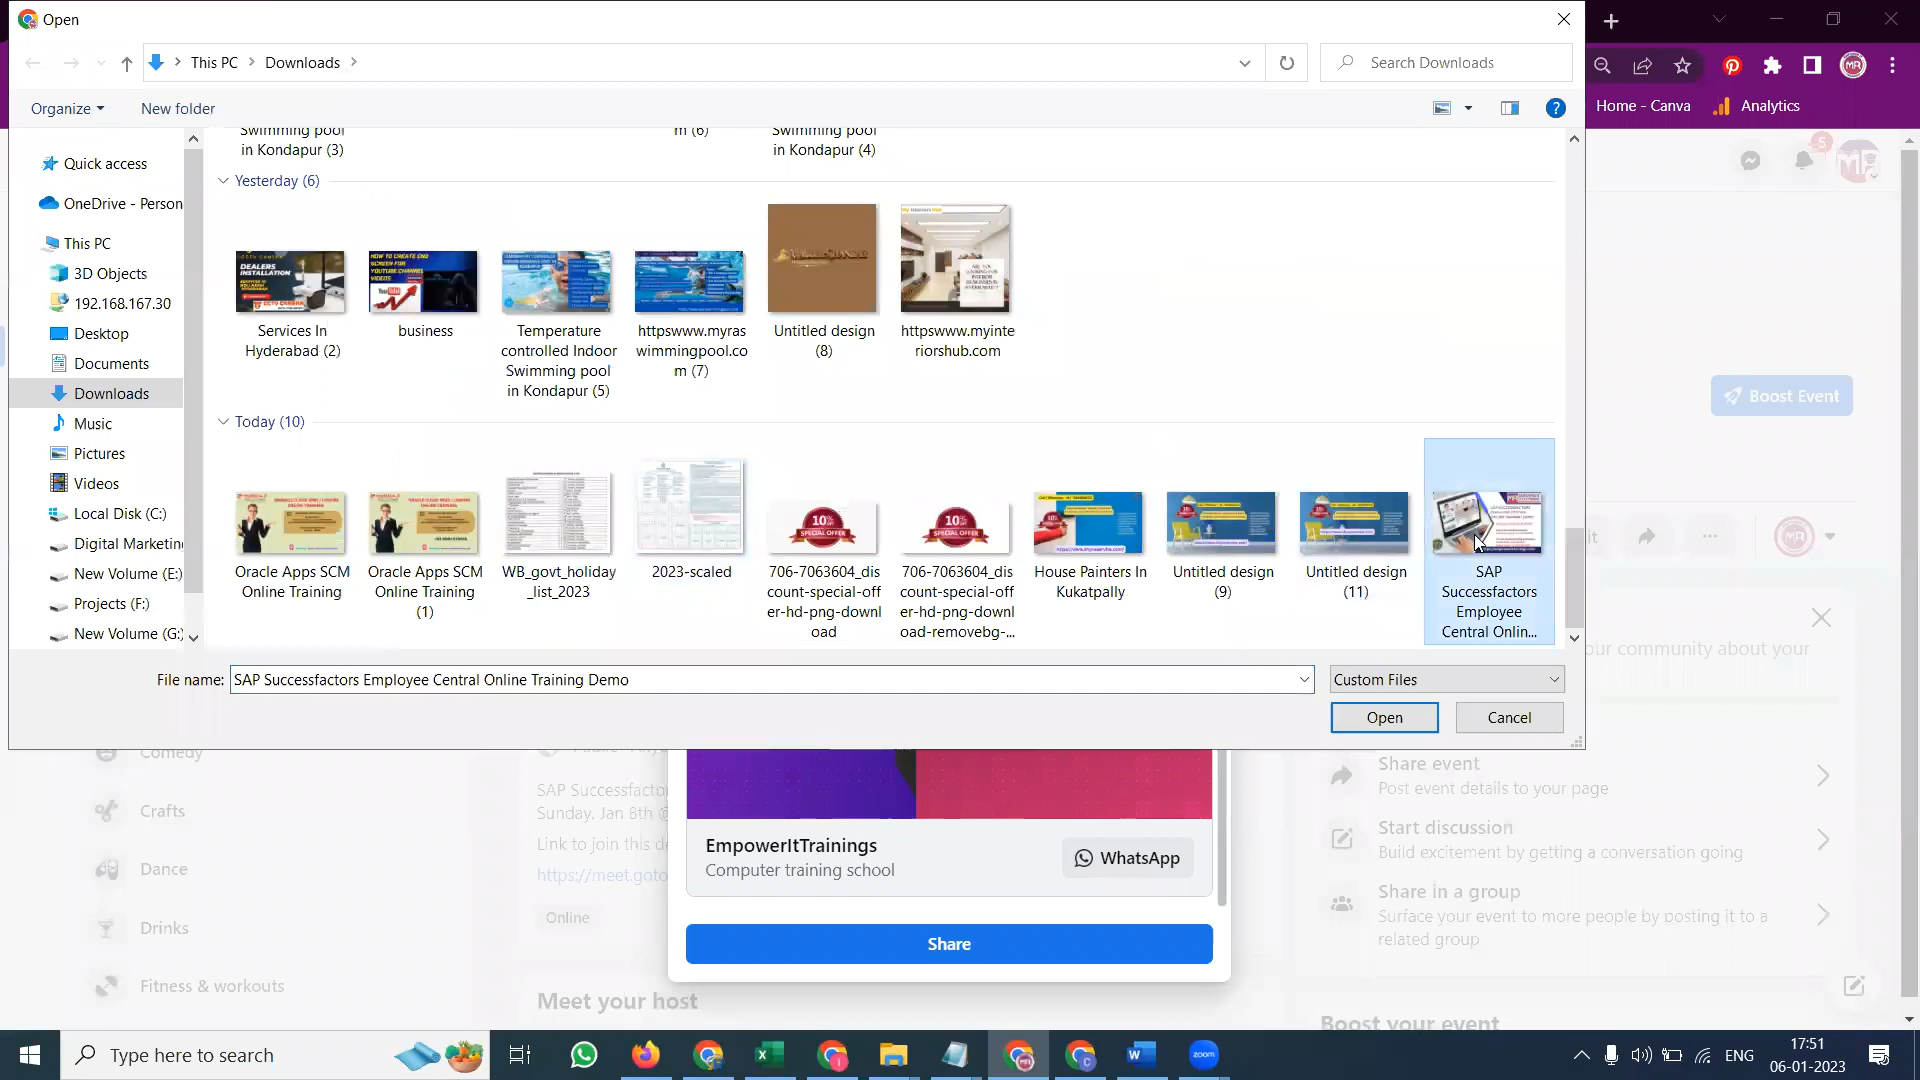 Open
This PC
Downloads
Search Downloads
Organize
New folder
Home - Canva
Analytics
Quick access
OneDrive - Person
This PC
3D Objects
192.168.167.30
Desktop
Documents
Downloads
Music
Pictures
Videos
Local Disk (C:)
Digital Marketin
New Volume (E:)
Projects (F:)
New Volume (G:)
Swimming pool
in Kondapur (3)
m (6)
Swimming pool
in Kondapur (4)
Yesterday (6)
Services In
Hyderabad (2)
business
Temperature
controlled Indoor
Swimming pool
in Kondapur (5)
httpswww.myras
wimmingpool.co
m (7)
Untitled design
(8)
httpswww.myinte
riorshub.com
Today (10)
Oracle Apps SCM
Online Training
Oracle Apps SCM
Online Training
(1)
WB_govt_holiday
_list_2023
2023-scaled
706-7063604_dis
count-special-off
er-hd-png-downl
oad
706-7063604_dis
count-special-off
er-hd-png-downl
oad-removebg-...
House Painters In
Kukatpally
Untitled design
(9)
Untitled design
(11)
SAP
Successfactors
Employee
Central Onlin...
File name:
SAP Successfactors Employee Central Online Training Demo
Custom Files
Open
Cancel
5
Boost Event
our community about your
Comedy
Crafts
Dance
Drinks
Fitness & workouts
SAP Successfacto
Sunday, Jan 8th @
Link to join this de
https://meet.goto
Online
Meet your host
EmpowerItTrainings
Computer training school
WhatsApp
Share
Share event
Post event details to your page
Start discussion
Build excitement by getting a conversation going
Share in a group
Surface your event to more people by posting it to a
related group
Boost your event
Type here to search
zoom
ENG
17:51
06-01-2023